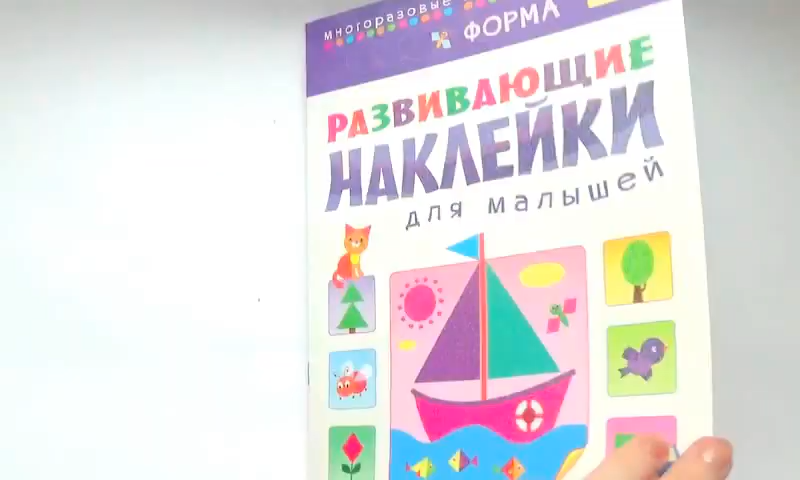 многоразовые
ФОРМА
РАЗВИВАЮЩИЕ
НАКЛЕЙКИ
для малышей